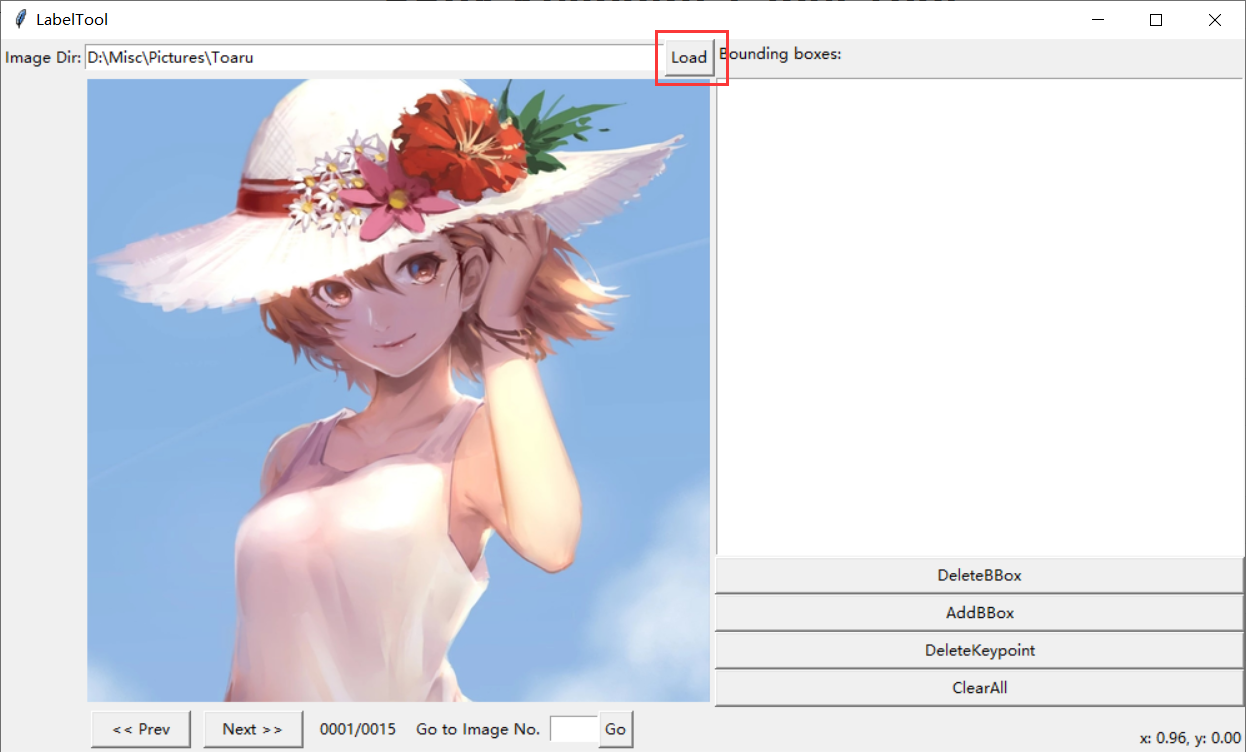 LabelTool
Image Dir: D:\Misc\Pictures\Toaru Load Bounding boxes:
DeleteBBox
AddBBox
DeleteKeypoint
ClearAll
<< Prev Next >> 0001/0015 Go to Image No. Go
x: 0.96, y: 0.00